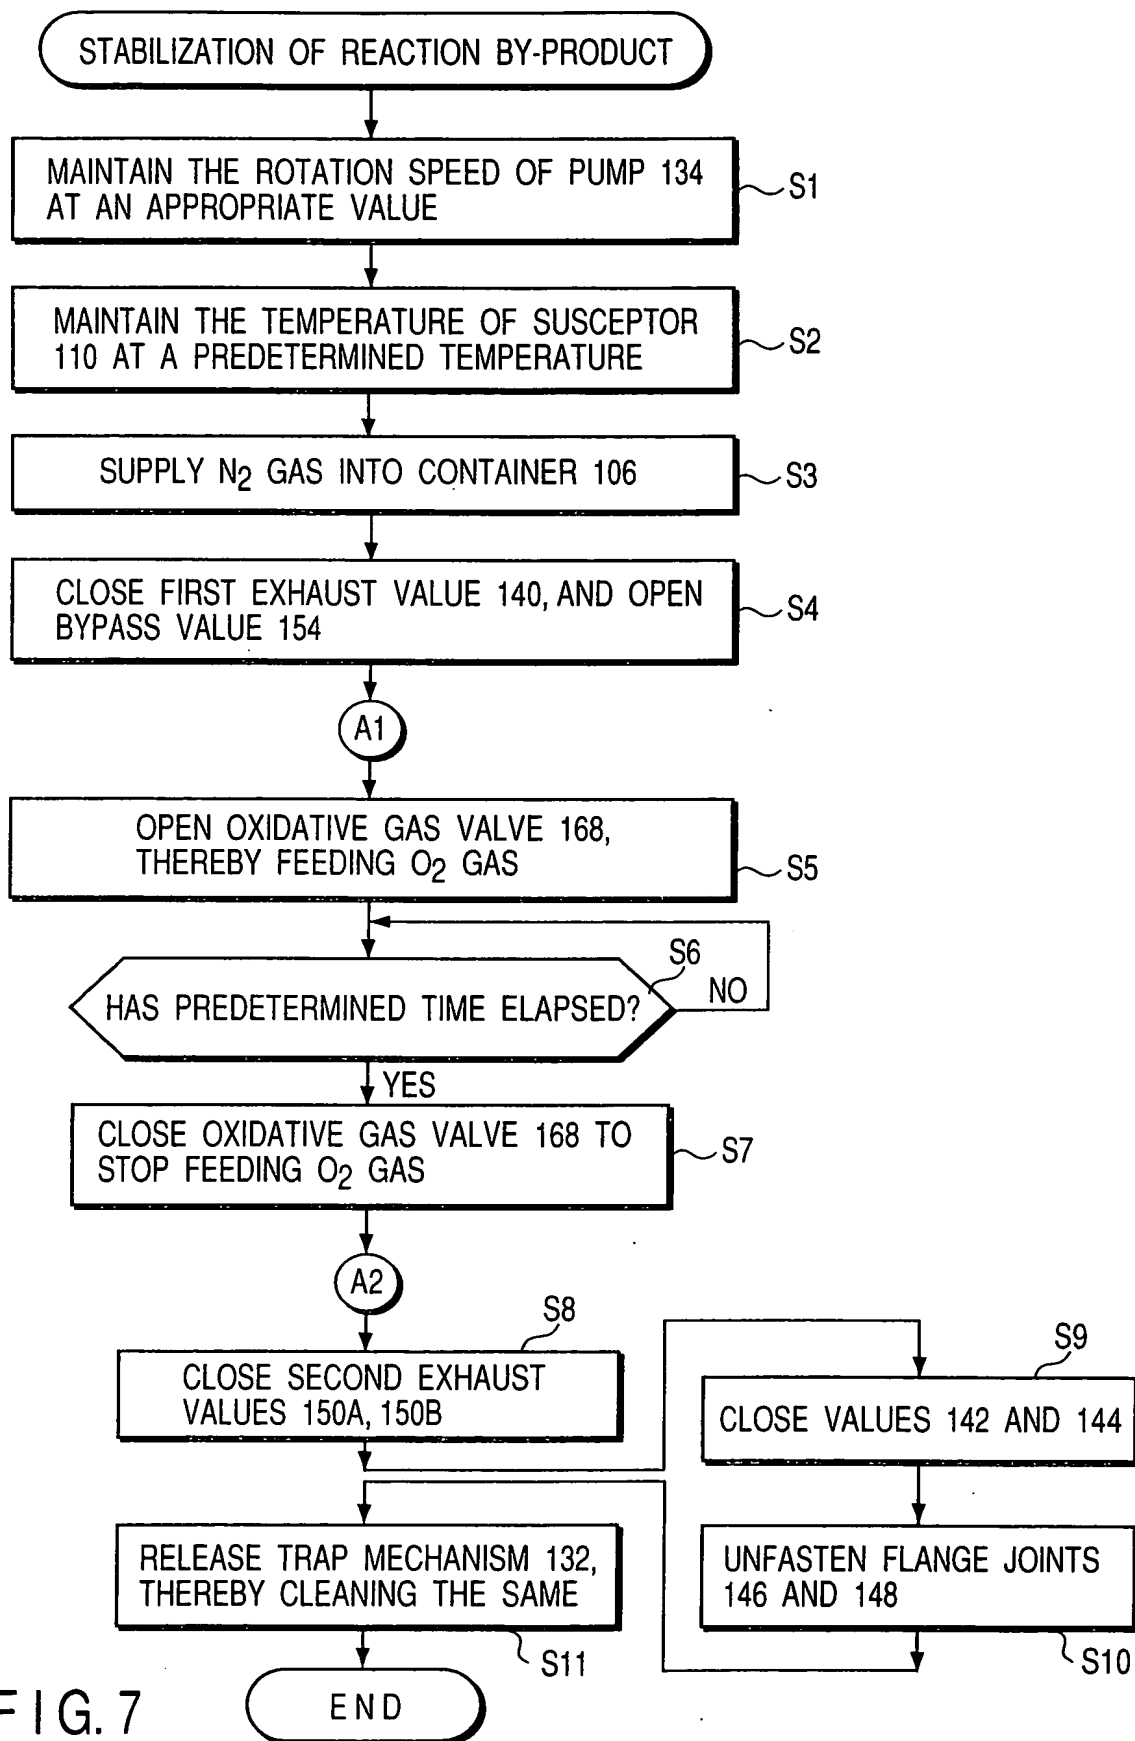 STABILIZATION OF REACTION BY-PRODUCT
MAINTAIN THE ROTATION SPEED OF PUMP 134
AT AN APPROPRIATE VALUE
S1
MAINTAIN THE TEMPERATURE OF SUSCEPTOR
110 AT A PREDETERMINED TEMPERATURE
S2
SUPPLY N2 GAS INTO CONTAINER 106
S3
CLOSE FIRST EXHAUST VALUE 140, AND OPEN
BYPASS VALUE 154
S4
A1
OPEN OXIDATIVE GAS VALVE 168,
THEREBY FEEDING O2 GAS
S5
S6
HAS PREDETERMINED TIME ELAPSED?
NO
YES
CLOSE OXIDATIVE GAS VALVE 168 TO
STOP FEEDING O2 GAS
S7
A2
S8
CLOSE SECOND EXHAUST
VALUES 150A, 150B
S9
CLOSE VALUES 142 AND 144
UNFASTEN FLANGE JOINTS
146 AND 148
S10
RELEASE TRAP MECHANISM 132,
THEREBY CLEANING THE SAME
S11
END
FIG. 7